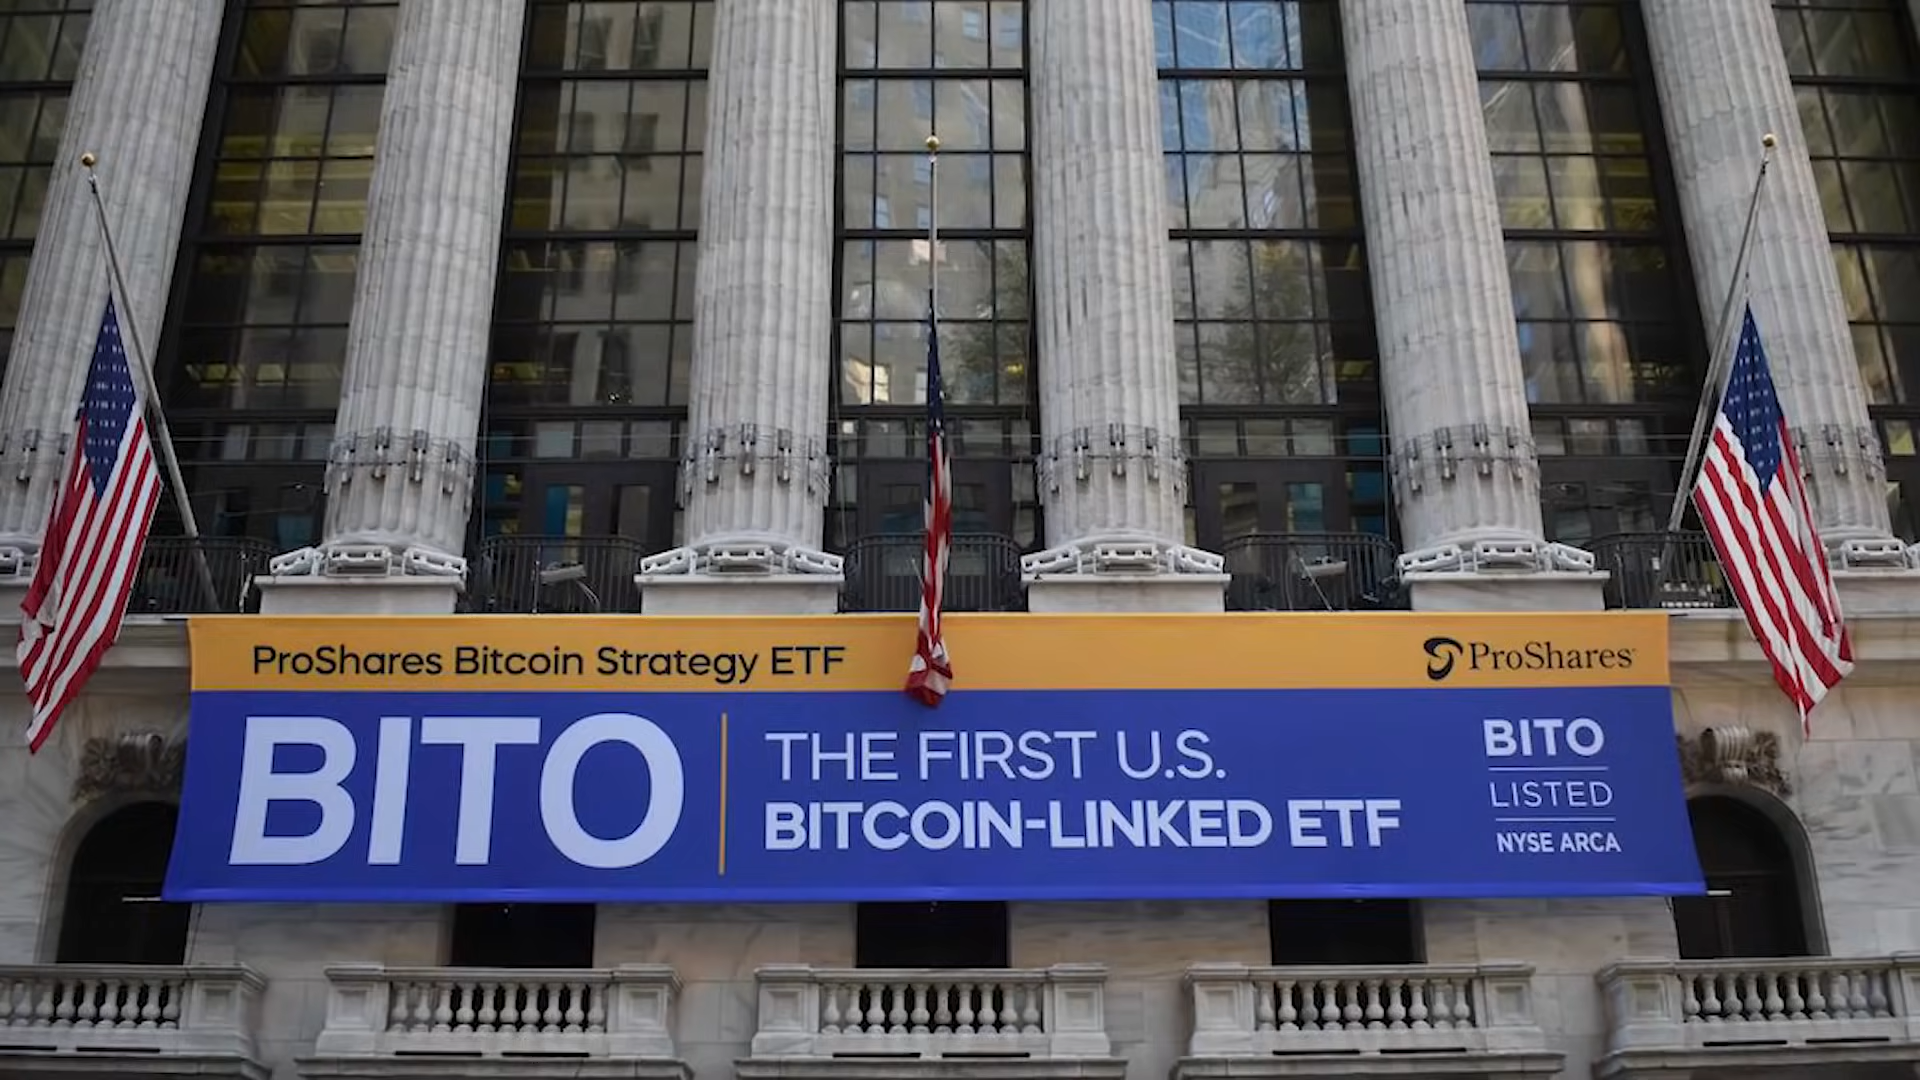 ProShares Bitcoin Strategy ETF
ProShares
BITO
THE FIRST U.S.
BITCOIN-LINKED ETF
BITO
LISTED
NYSE ARCA